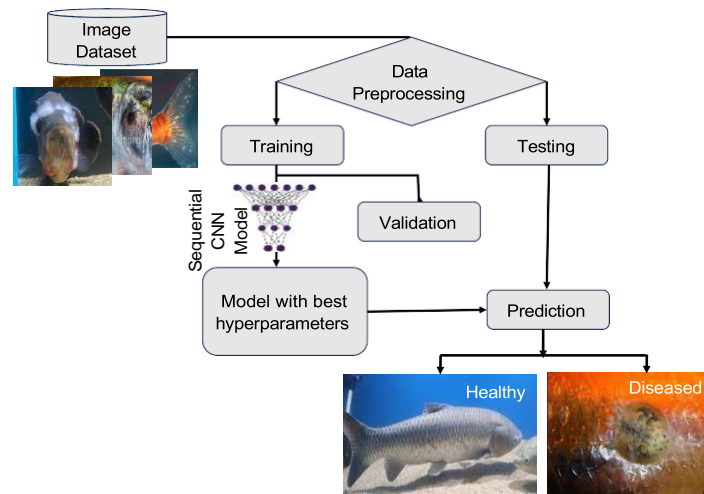 Image
Dataset
Data
Preprocessing
Training
Testing
Sequential
CNN
Model
Validation
Model with best
hyperparameters
Prediction
Healthy
Diseased